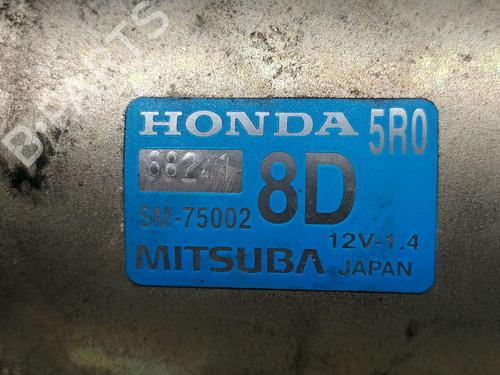 B-PARTS
HONDA 5R0
68241
8D
SM-75002
12V-1.4
MITSUBA JAPAN